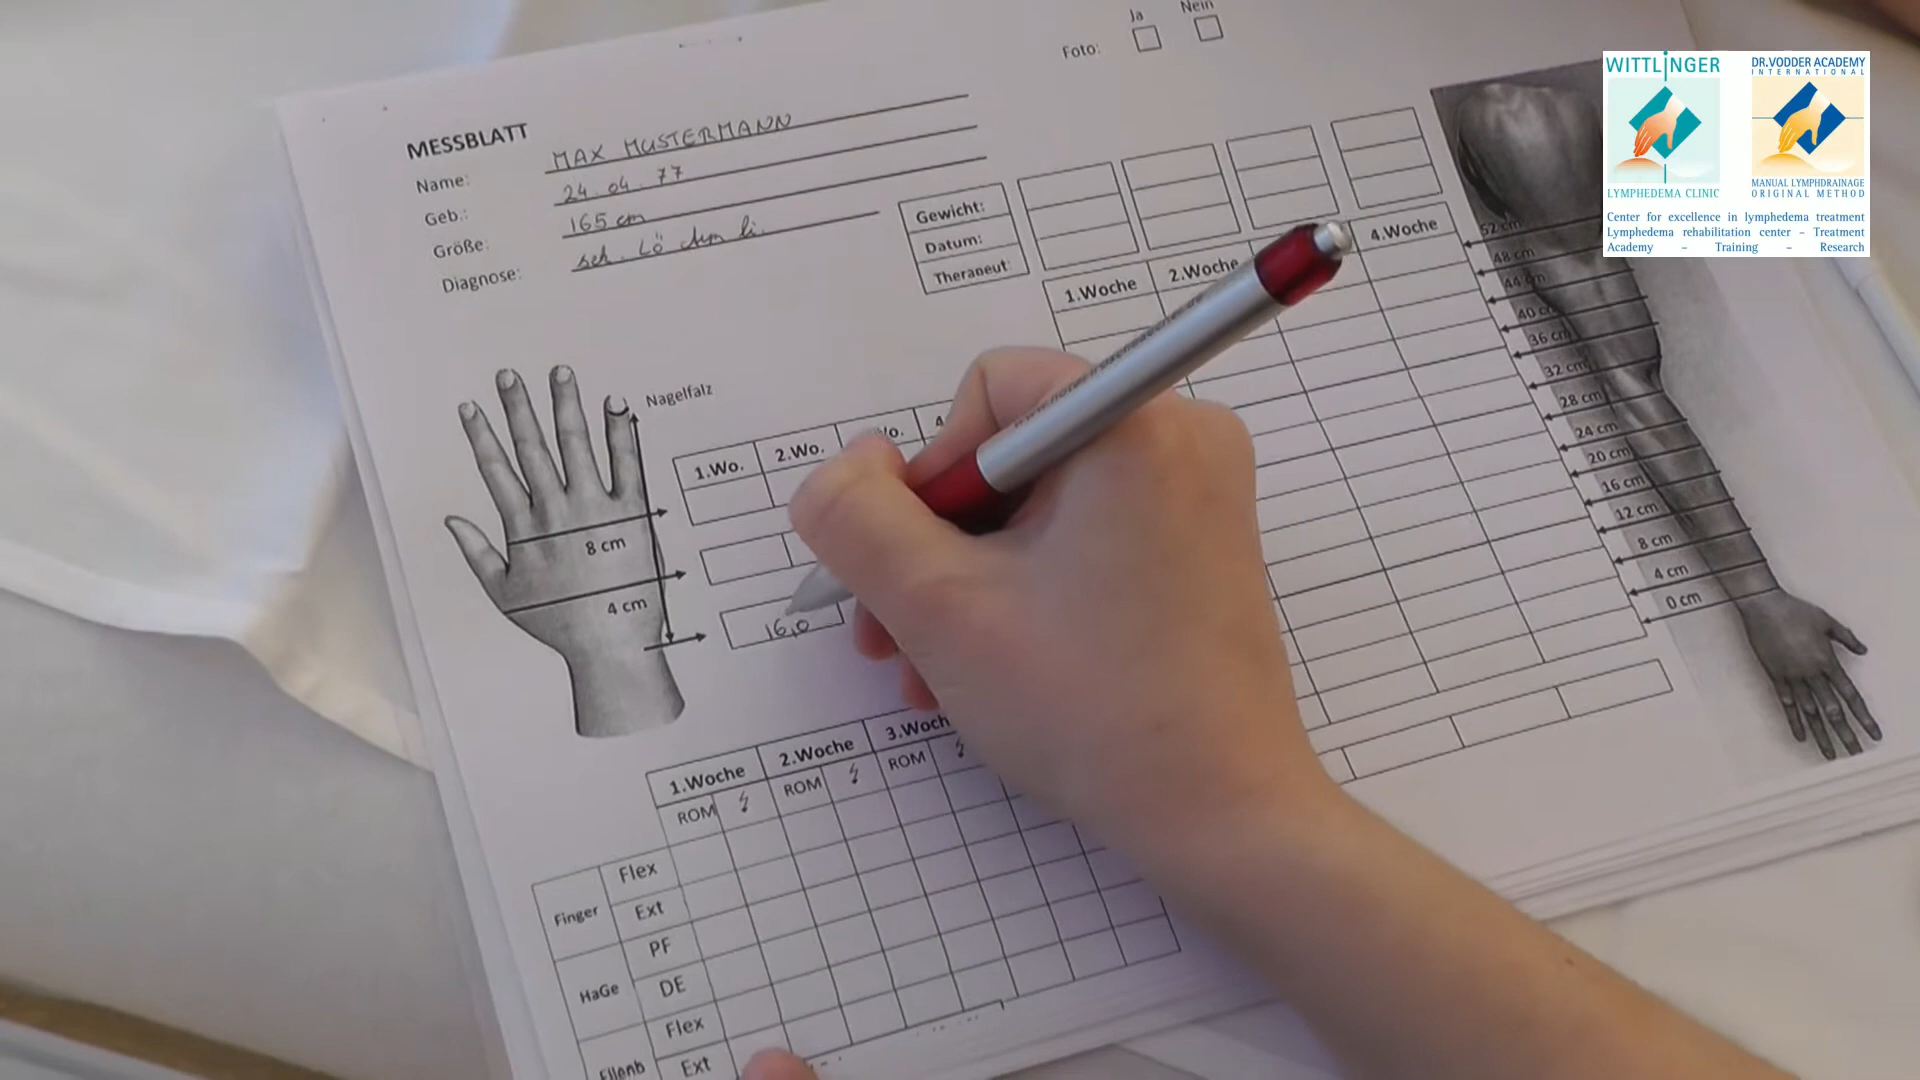 Ja Nein
Foto:
MESSBLATT
Name: MAX MUSTERMANN
Geb.: 24.04.77
Größe: 165 cm
Diagnose: sek. Lö li.
Gewicht:
Datum:
Therapeut:
1.Woche 2.Woche 4.Woche
52 cm
48 cm
44 cm
40 cm
36 cm
32 cm
28 cm
24 cm
20 cm
16 cm
12 cm
8 cm
4 cm
0 cm
Nagelfalz
8 cm
4 cm
1.Wo. 2.Wo.
16,0
1.Woche 2.Woche 3.Woch
ROM ROM ROM
Finger Flex
Ext
HaGe PF
DE
Ellenb Flex
Ext
WITTLINGER
LYMPHEDEMA CLINIC
DR.VODDER ACADEMY
INTERNATIONAL
MANUAL LYMPHDRAINAGE
ORIGINAL METHOD
Center for excellence in lymphedema treatment
Lymphedema rehabilitation center – Treatment
Academy – Training – Research